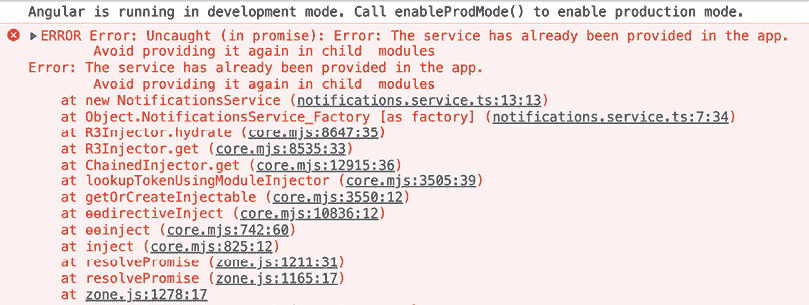 Angular is running in development mode. Call enableProdMode() to enable production mode.
ERROR Error: Uncaught (in promise): Error: The service has already been provided in the app.
Avoid providing it again in child modules
Error: The service has already been provided in the app.
Avoid providing it again in child modules
at new NotificationsService (notifications.service.ts:13:13)
at Object.NotificationsService_Factory [as factory] (notifications.service.ts:7:34)
at R3Injector.hydrate (core.mjs:8647:35)
at R3Injector.get (core.mjs:8535:33)
at ChainedInjector.get (core.mjs:12915:36)
at lookupTokenUsingModuleInjector (core.mjs:3505:39)
at getOrCreateInjectable (core.mjs:3550:12)
at ɵɵdirectiveInject (core.mjs:10836:12)
at ɵɵinject (core.mjs:742:60)
at inject (core.mjs:825:12)
at resolvePromise (zone.js:1211:31)
at resolvePromise (zone.js:1165:17)
at zone.js:1278:17